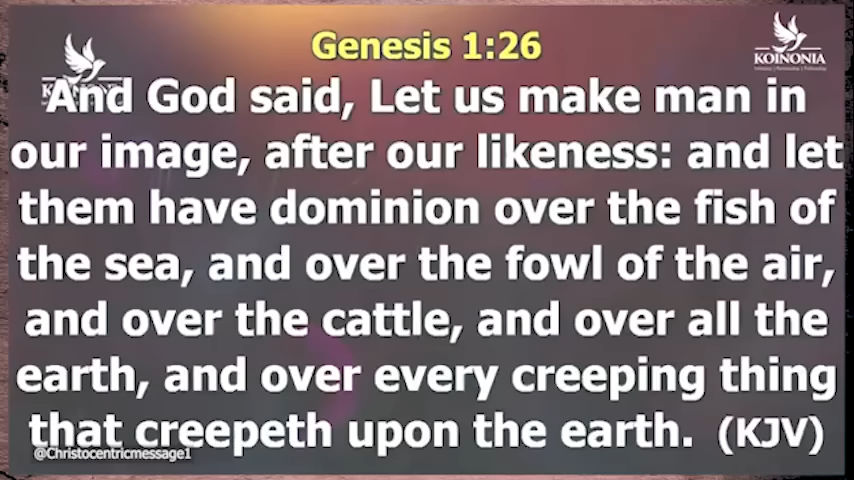 Genesis 1:26
KOINONIA
And God said, Let us make man in
our image, after our likeness: and let
them have dominion over the fish of
the sea, and over the fowl of the air,
and over the cattle, and over all the
earth, and over every creeping thing
that creepeth upon the earth. (KJV)
@Christocentricmessage1